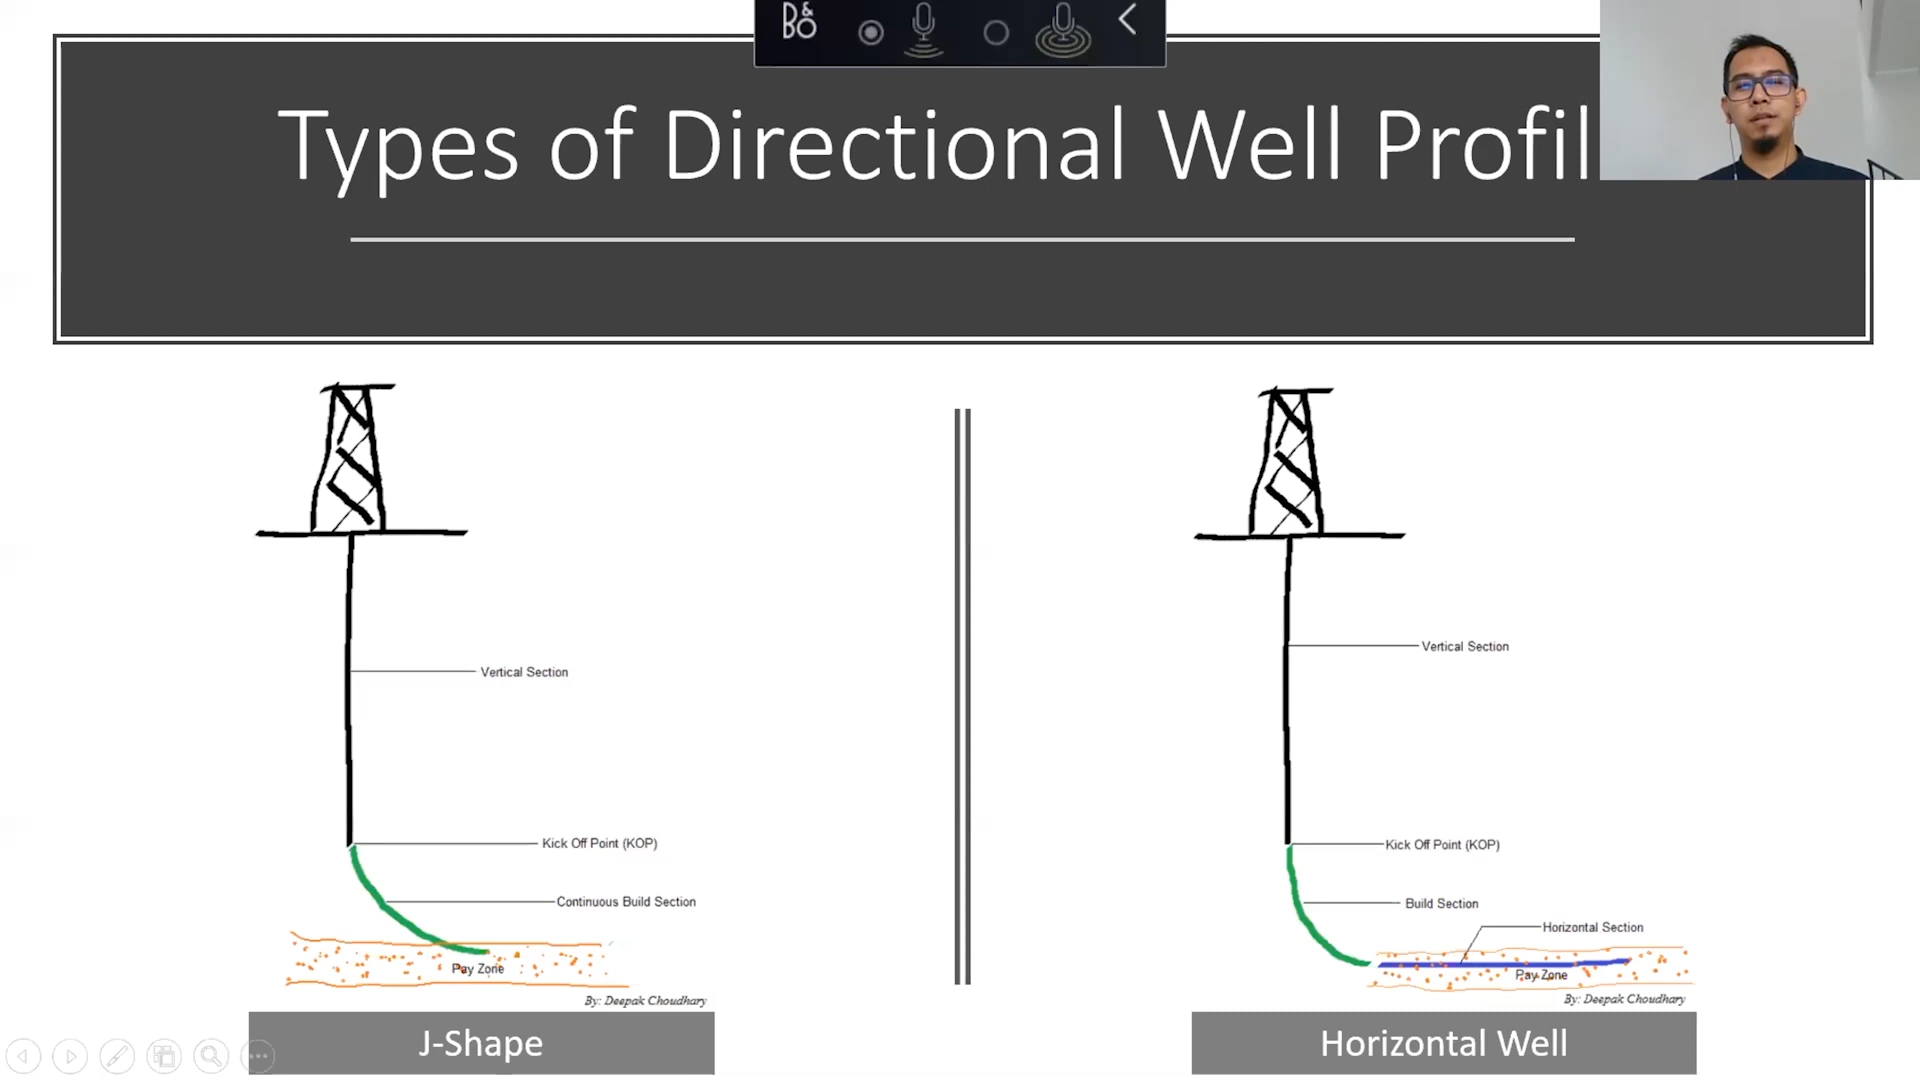 B&O
Types of Directional Well Profil
Vertical Section
Kick Off Point (KOP)
Continuous Build Section
Pay Zone
By: Deepak Choudhary
J-Shape
Vertical Section
Kick Off Point (KOP)
Build Section
Horizontal Section
Pay Zone
By: Deepak Choudhary
Horizontal Well